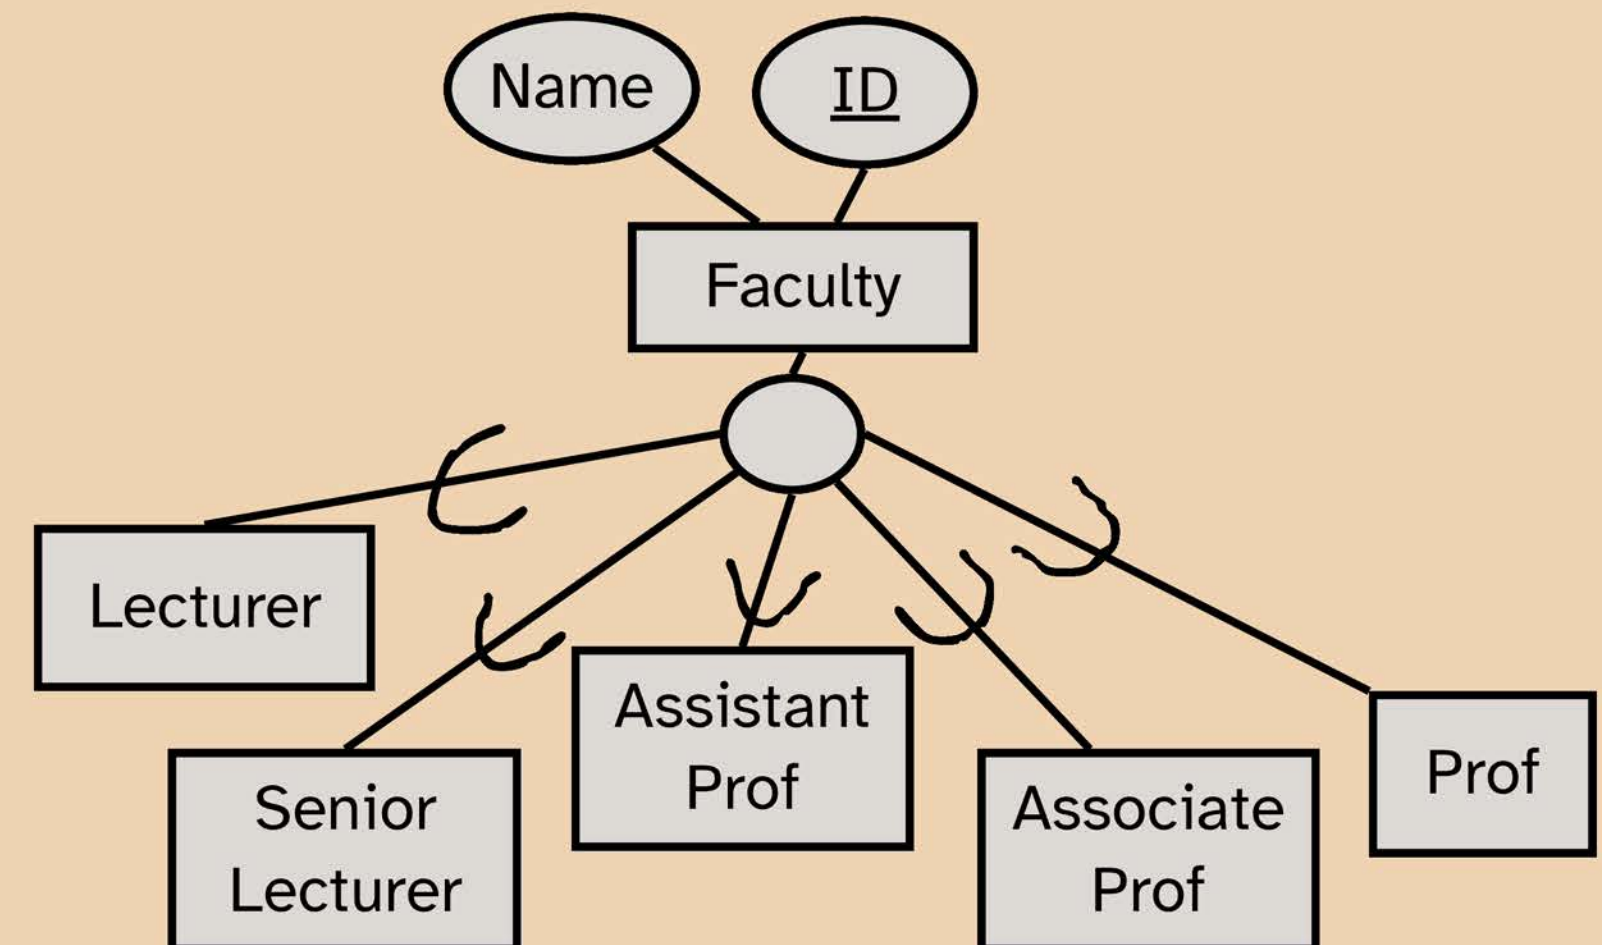 Name
ID
Faculty
Lecturer
Assistant
Prof
Prof
Senior
Lecturer
Associate
Prof